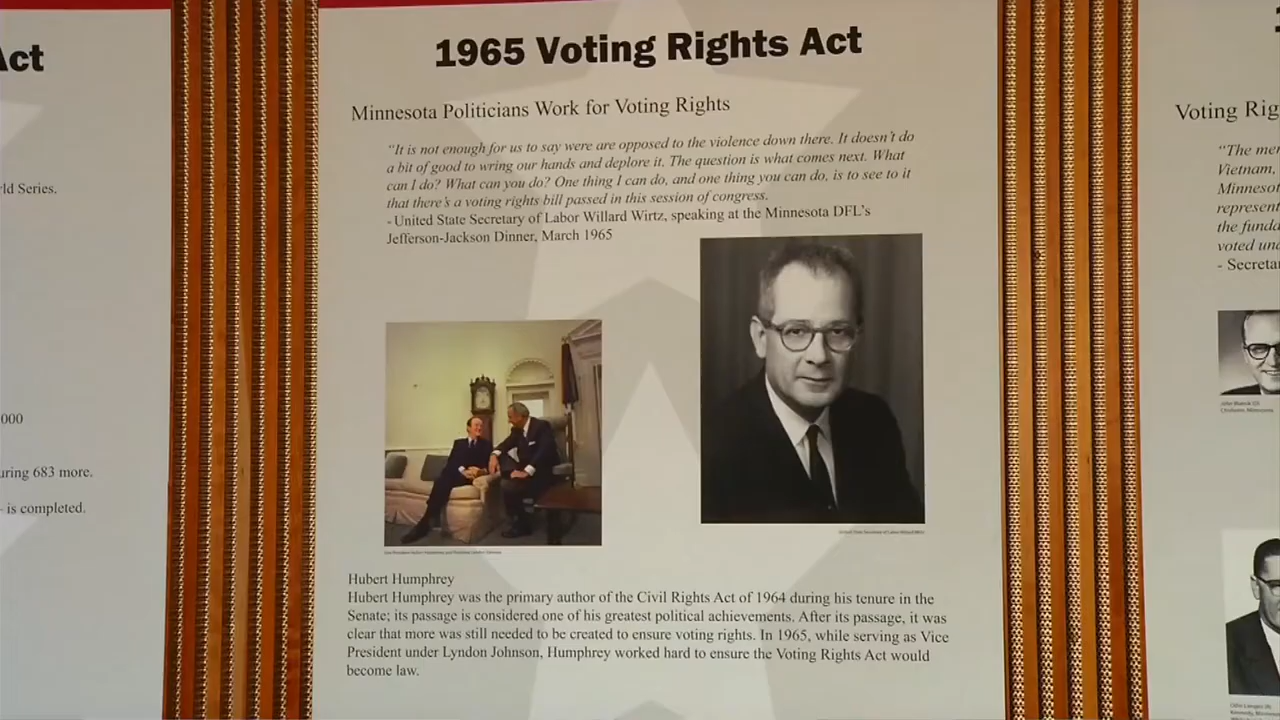 Act
rld Series.
000
uring 683 more.
is completed.
1965 Voting Rights Act
Minnesota Politicians Work for Voting Rights
"It is not enough for us to say were are opposed to the violence down there. It doesn't do
a bit of good to wring our hands and deplore it. The question is what comes next. What
can I do? What can you do? One thing I can do, and one thing you can do, is to see to it
that there's a voting rights bill passed in this session of congress.
- United State Secretary of Labor Willard Wirtz, speaking at the Minnesota DFL's
Jefferson-Jackson Dinner, March 1965
Hubert Humphrey
Hubert Humphrey was the primary author of the Civil Rights Act of 1964 during his tenure in the
Senate; its passage is considered one of his greatest political achievements. After its passage, it was
clear that more was still needed to be created to ensure voting rights. In 1965, while serving as Vice
President under Lyndon Johnson, Humphrey worked hard to ensure the Voting Rights Act would
become law.
Voting Rig
"The mer
Vietnam,
Minnesot
represent
the funda
voted und
- Secretar